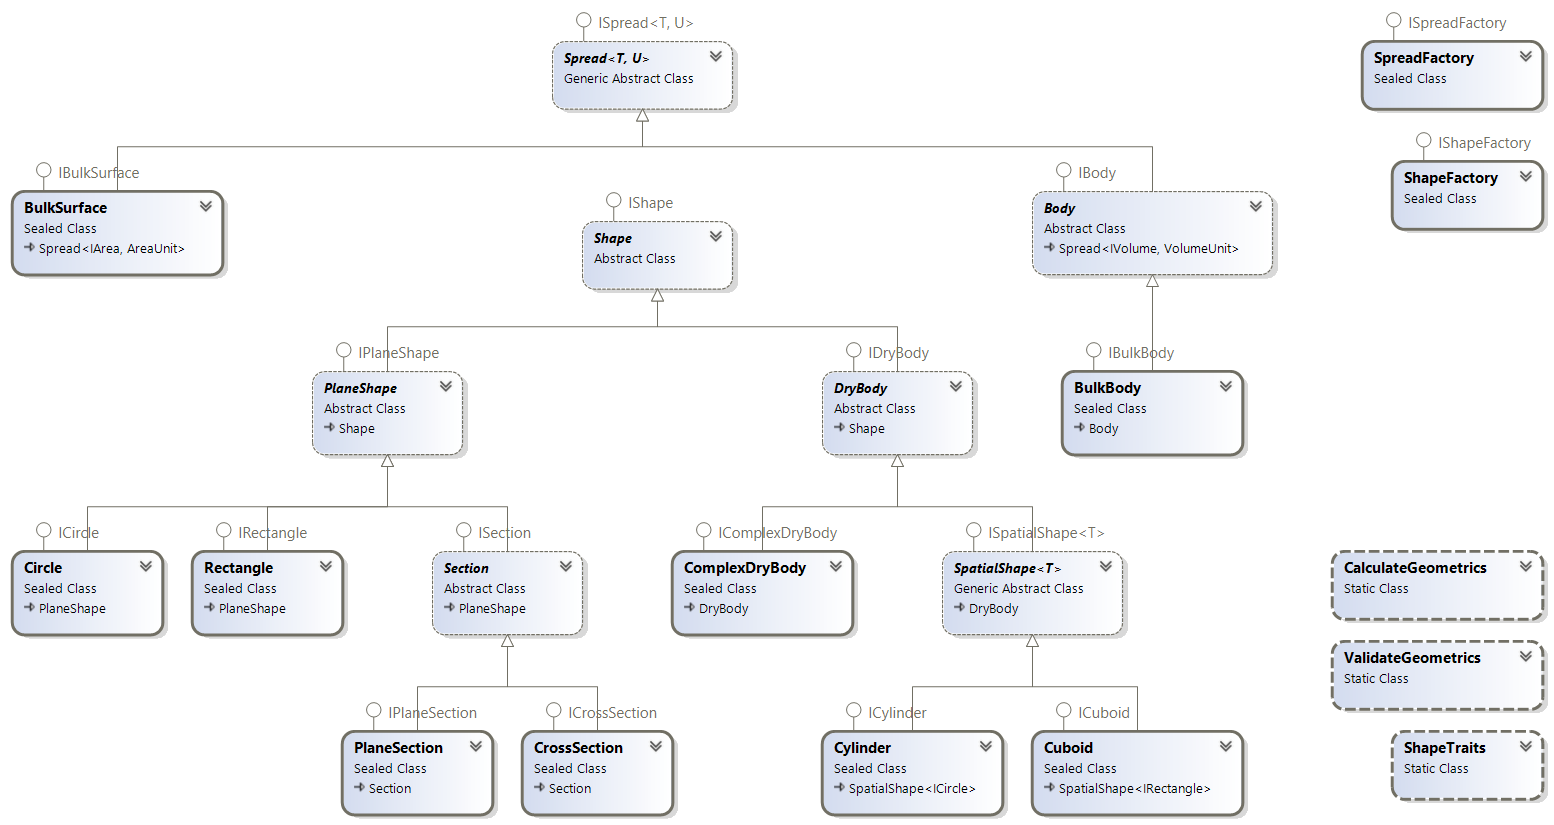 ISpread<T, U>
Spread<T, U>
Generic Abstract Class
ISpreadFactory
SpreadFactory
Sealed Class
IShapeFactory
ShapeFactory
Sealed Class
IBulkSurface
BulkSurface
Sealed Class
Spread<IArea, AreaUnit>
IShape
Shape
Abstract Class
IBody
Body
Abstract Class
Spread<IVolume, VolumeUnit>
IPlaneShape
PlaneShape
Abstract Class
Shape
IDryBody
DryBody
Abstract Class
Shape
IBulkBody
BulkBody
Sealed Class
Body
ICircle
Circle
Sealed Class
PlaneShape
IRectangle
Rectangle
Sealed Class
PlaneShape
ISection
Section
Abstract Class
PlaneShape
IComplexDryBody
ComplexDryBody
Sealed Class
DryBody
ISpatialShape<T>
SpatialShape<T>
Generic Abstract Class
DryBody
CalculateGeometrics
Static Class
ValidateGeometrics
Static Class
IPlaneSection
PlaneSection
Sealed Class
Section
ICrossSection
CrossSection
Sealed Class
Section
ICylinder
Cylinder
Sealed Class
SpatialShape<ICircle>
ICuboid
Cuboid
Sealed Class
SpatialShape<IRectangle>
ShapeTraits
Static Class